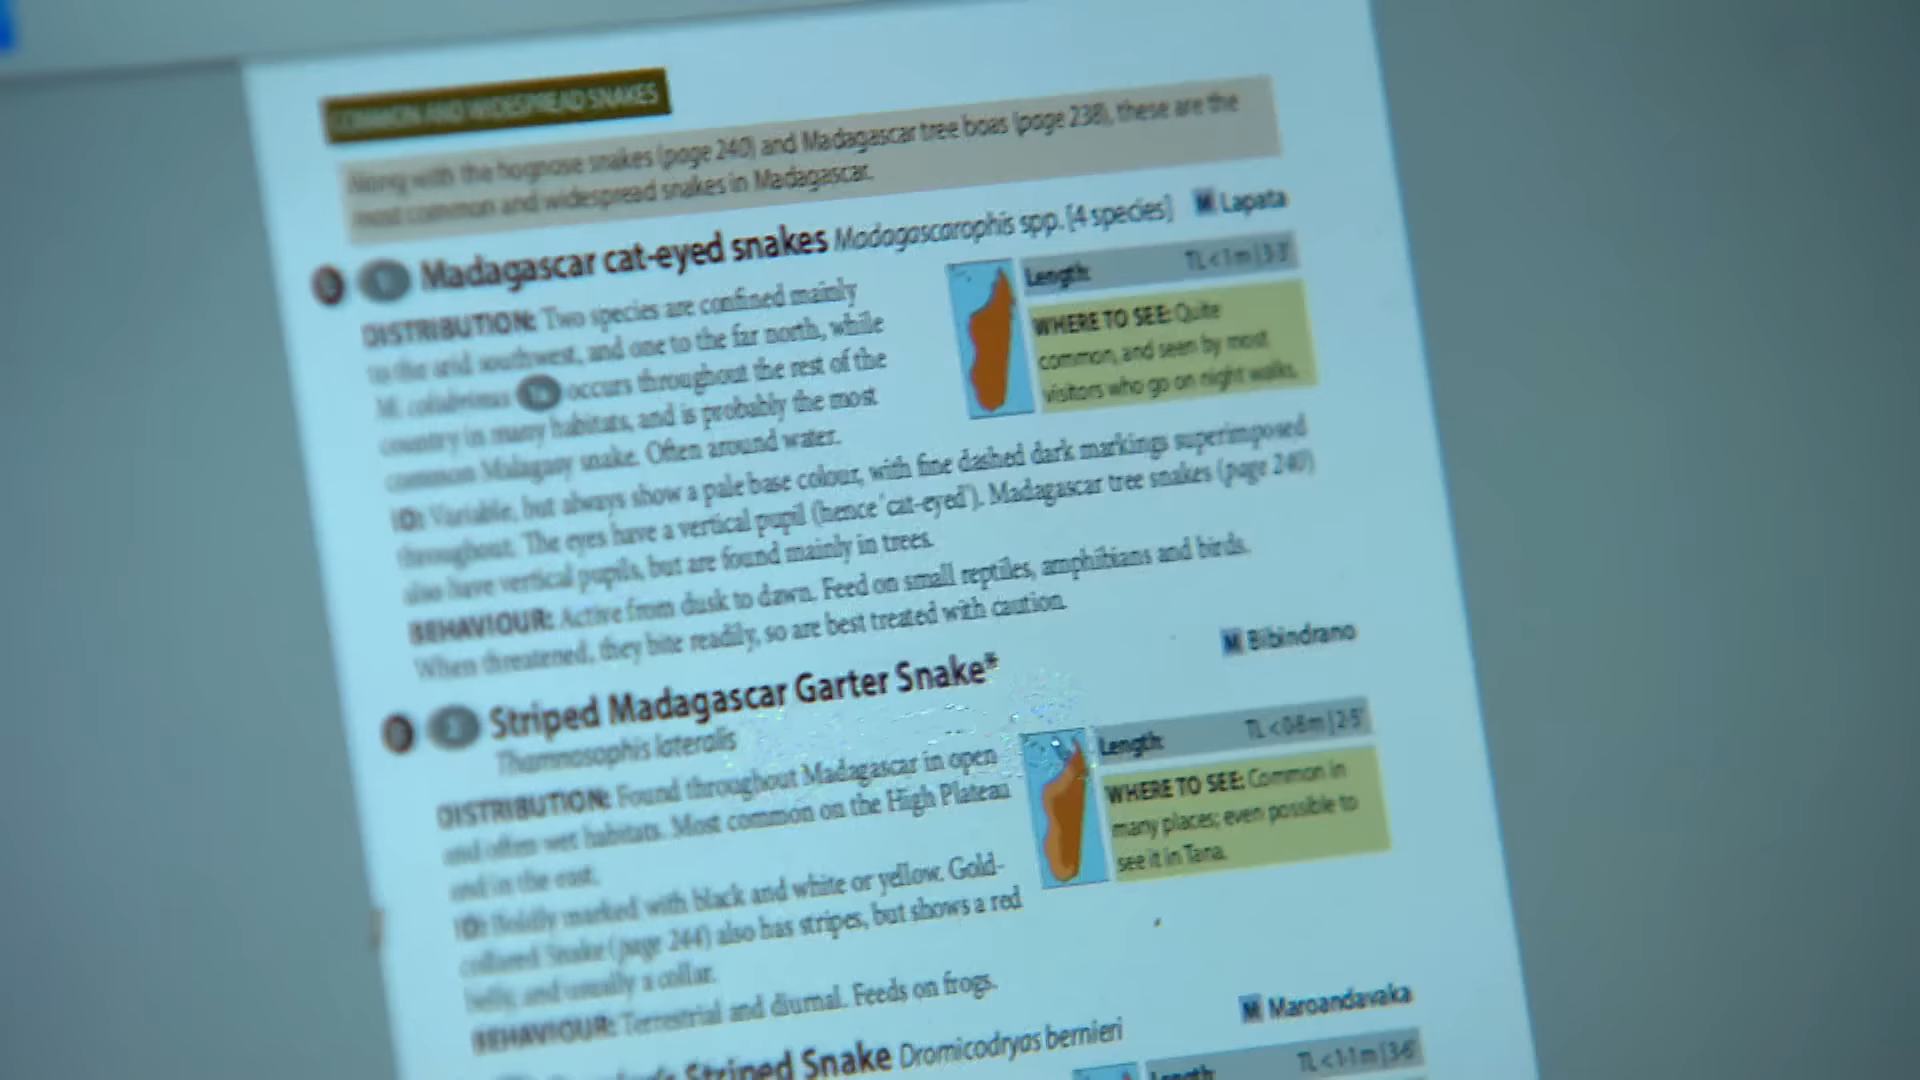 COMMON AND WIDESPREAD SNAKES
Along with the hognose snakes (page 240) and Madagascar tree boas (page 238), these are the
most common and widespread snakes in Madagascar.
Madagascar cat-eyed snakes Madagascarophis spp. [4 species] M Lapata
Length: TL <1m | 3·3'
DISTRIBUTION: Two species are confined mainly
to the arid southwest, and one to the far north, while
M. colubrinus 1a occurs throughout the rest of the
country in many habitats, and is probably the most
common Malagasy snake. Often around water.
WHERE TO SEE: Quite
common, and seen by most
visitors who go on night walks.
ID: Variable, but always show a pale base colour, with fine dashed dark markings superimposed
throughout. The eyes have a vertical pupil (hence 'cat-eyed'). Madagascar tree snakes (page 240)
also have vertical pupils, but are found mainly in trees.
BEHAVIOUR: Active from dusk to dawn. Feed on small reptiles, amphibians and birds.
When threatened, they bite readily, so are best treated with caution.
2 Striped Madagascar Garter Snake* M Bibindrano
Thamnosophis lateralis
Length: TL <0·8m | 2·5'
DISTRIBUTION: Found throughout Madagascar in open
and often wet habitats. Most common on the High Plateau
and in the east.
WHERE TO SEE: Common in
many places; even possible to
see it in Tana.
ID: Boldly marked with black and white or yellow. Gold-
collared Snake (page 244) also has stripes, but shows a red
belly, and usually a collar.
BEHAVIOUR: Terrestrial and diurnal. Feeds on frogs.
Striped Snake Dromicodryas bernieri M Maroandavaka
Length: TL <1·1m | 3·6'